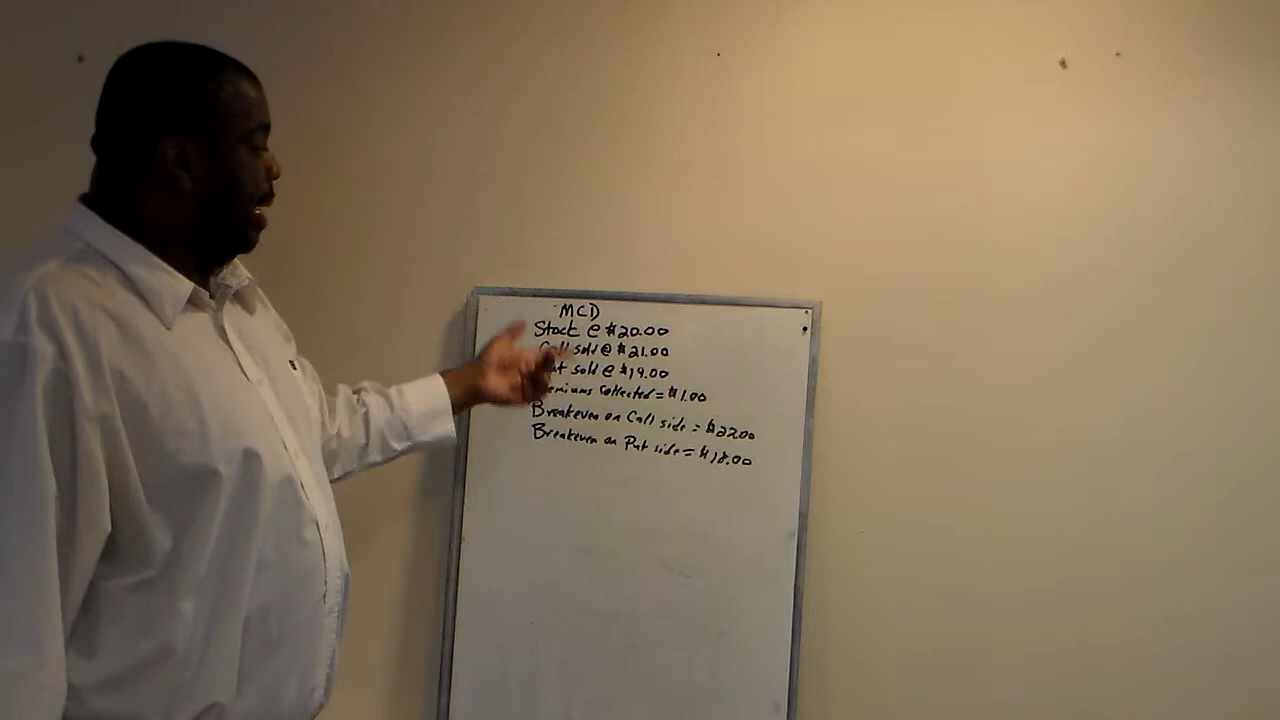 MCD
Stock @ $20.00
Call sold @ $21.00
Put sold @ $19.00
Premiums Collected = $1.00
Breakeven on Call side = $22.00
Breakeven on Put side = $18.00